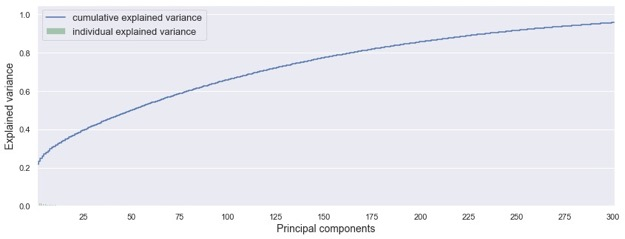 cumulative explained variance
individual explained variance
Explained variance
1.0
0.8
0.6
0.4
0.2
0.0
25 50 75 100 125 150 175 200 225 250 275 300
Principal components